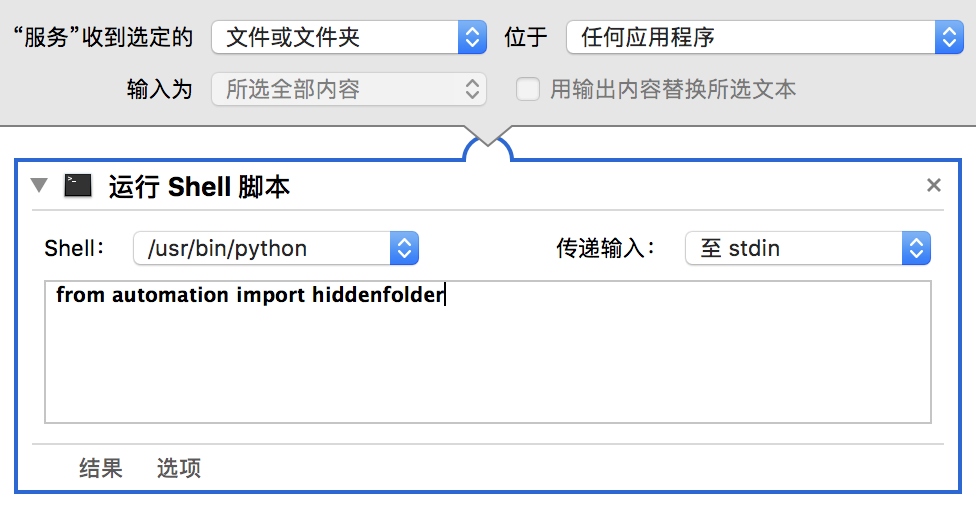 “服务”收到选定的 文件或文件夹 位于 任何应用程序
输入为 所选全部内容 用输出内容替换所选文本
运行 Shell 脚本
Shell： /usr/bin/python 传递输入： 至 stdin
from automation import hiddenfolder
结果 选项